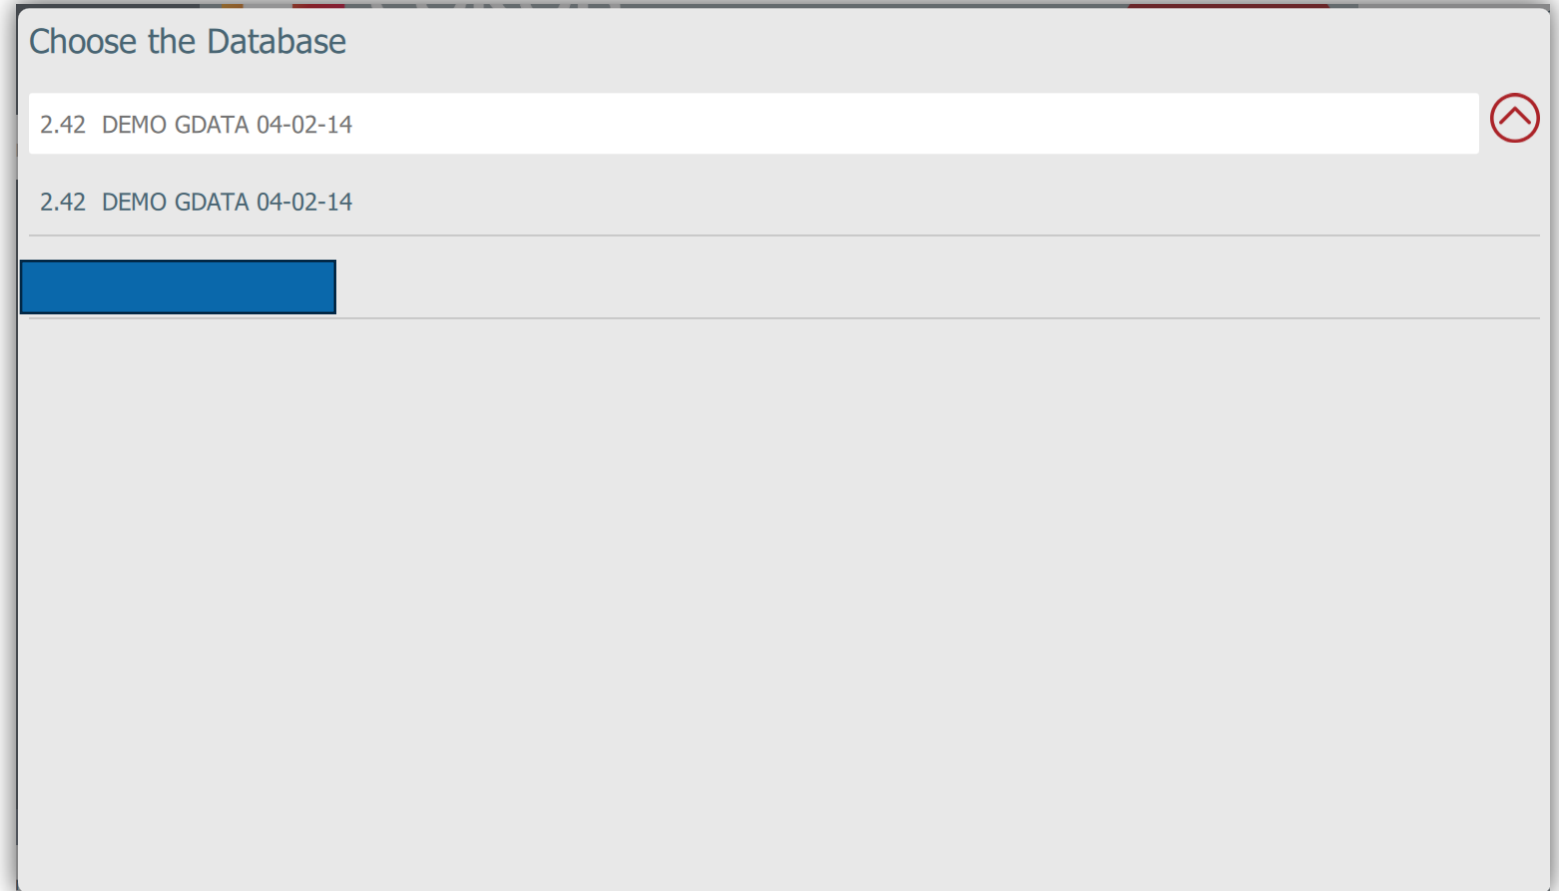 Choose the Database
2.42 DEMO GDATA 04-02-14
2.42 DEMO GDATA 04-02-14